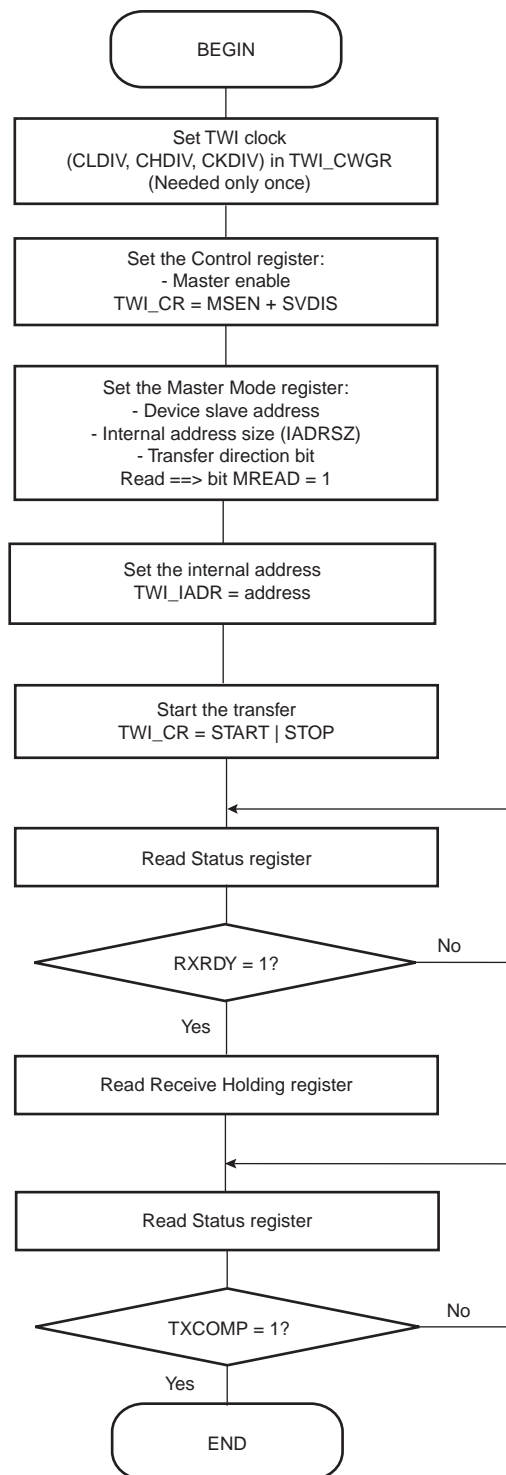 BEGIN
Set TWI clock
(CLDIV, CHDIV, CKDIV) in TWI_CWGR
(Needed only once)
Set the Control register:
- Master enable
TWI_CR = MSEN + SVDIS
Set the Master Mode register:
- Device slave address
- Internal address size (IADRSZ)
- Transfer direction bit
Read ==> bit MREAD = 1
Set the internal address
TWI_IADR = address
Start the transfer
TWI_CR = START | STOP
Read Status register
RXRDY = 1?
No
Yes
Read Receive Holding register
Read Status register
TXCOMP = 1?
No
Yes
END